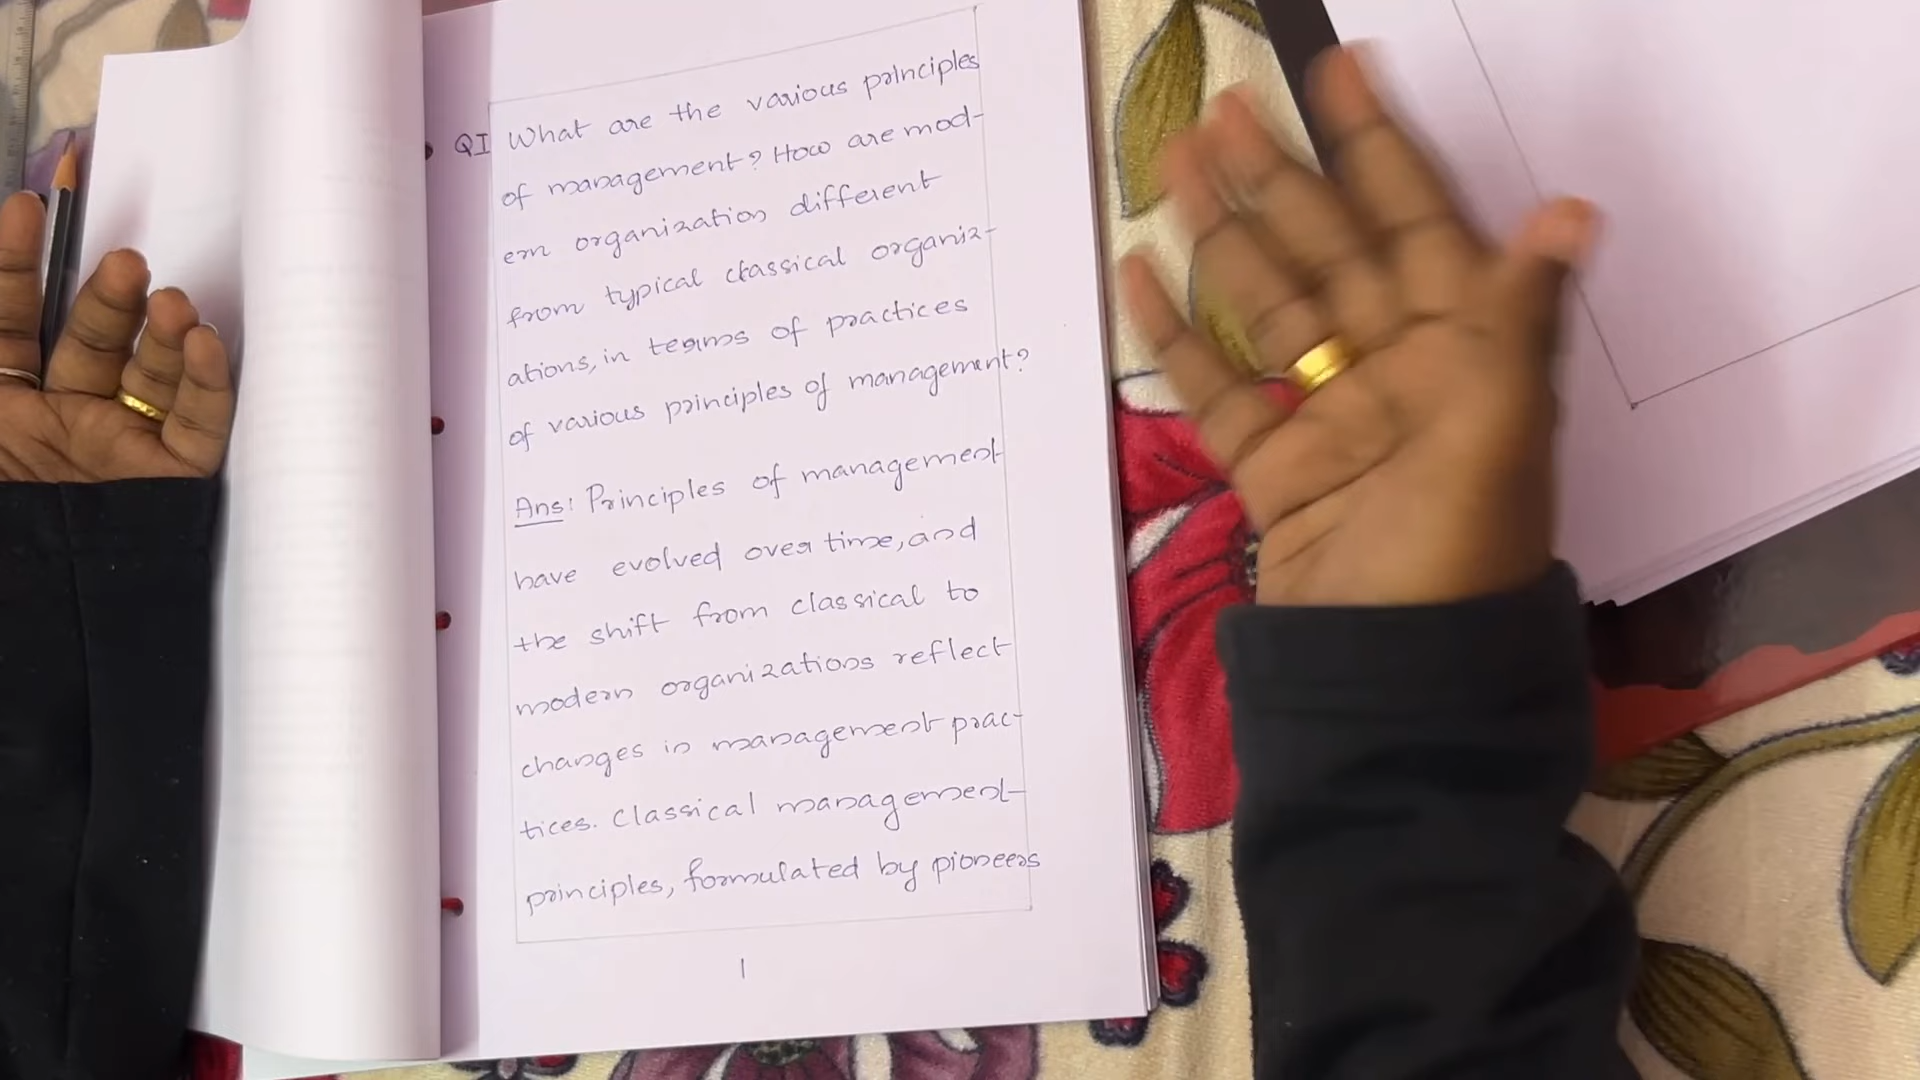 QI What are the various principles
of management? How are mod-
ern organization different
from typical classical organiz-
ations, in terms of practices
of various principles of management?
Ans: Principles of management
have evolved over time, and
the shift from classical to
modern organizations reflect
changes in management prac-
tices. Classical management
principles, formulated by pioneers
1